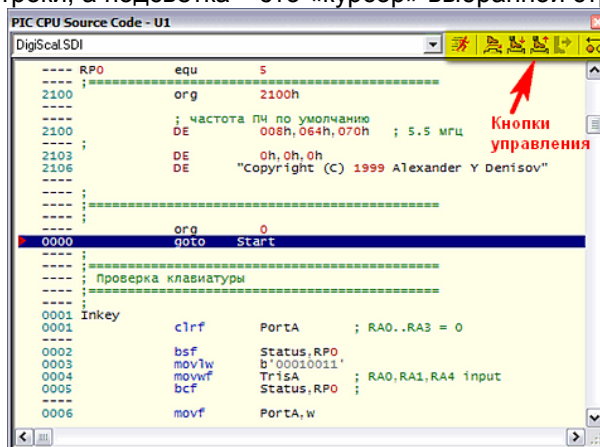 PIC CPU Source Code - U1
DigiScal.SDI
---- RP0 equ 5
---- ;===========================================
2100 org 2100h
----
---- ; частота ПЧ по умолчанию
2100 DE 008h,064h,070h ; 5.5 мгц
---- ;
2103 DE 0h,0h,0h
2106 DE "Copyright (C) 1999 Alexander Y Denisov"
----
---- ;
---- ;===========================================
---- ;
---- org 0
0000 goto Start
---- ;
---- ;===========================================
---- ; Проверка клавиатуры
---- ;===========================================
---- ;
0001 Inkey
0001 clrf PortA ; RA0..RA3 = 0
----
0002 bsf Status,RP0
0003 movlw b'00010011'
0004 movwf TrisA ; RA0,RA1,RA4 input
0005 bcf Status,RP0 ;
----
0006 movf PortA,w
Кнопки
управления